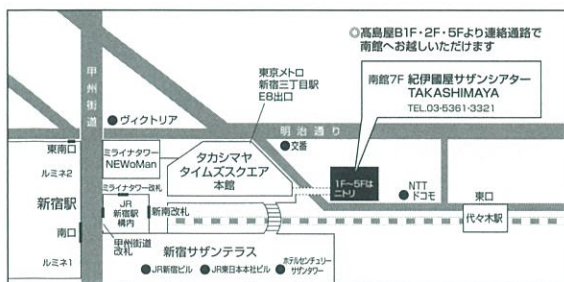 ◎髙島屋B1F・2F・5Fより連絡通路で
南館へお越しいただけます
南館7F 紀伊國屋サザンシアター
TAKASHIMAYA
TEL.03-5361-3321
東京メトロ
新宿三丁目駅
E8出口
甲州街道
ヴィクトリア
明治通り
交番
東南口
ルミネ2
ミライナタワー
NEWoMan
タカシマヤ
タイムズスクエア
本館
1F〜5Fは
ニトリ
NTT
ドコモ
東口
代々木駅
ミライナタワー改札
新宿駅
JR
新宿駅
構内
新南改札
南口
甲州街道
改札
ルミネ1
新宿サザンテラス
JR新宿ビル
JR東日本本社ビル
ホテルセンチュリー
サザンタワー